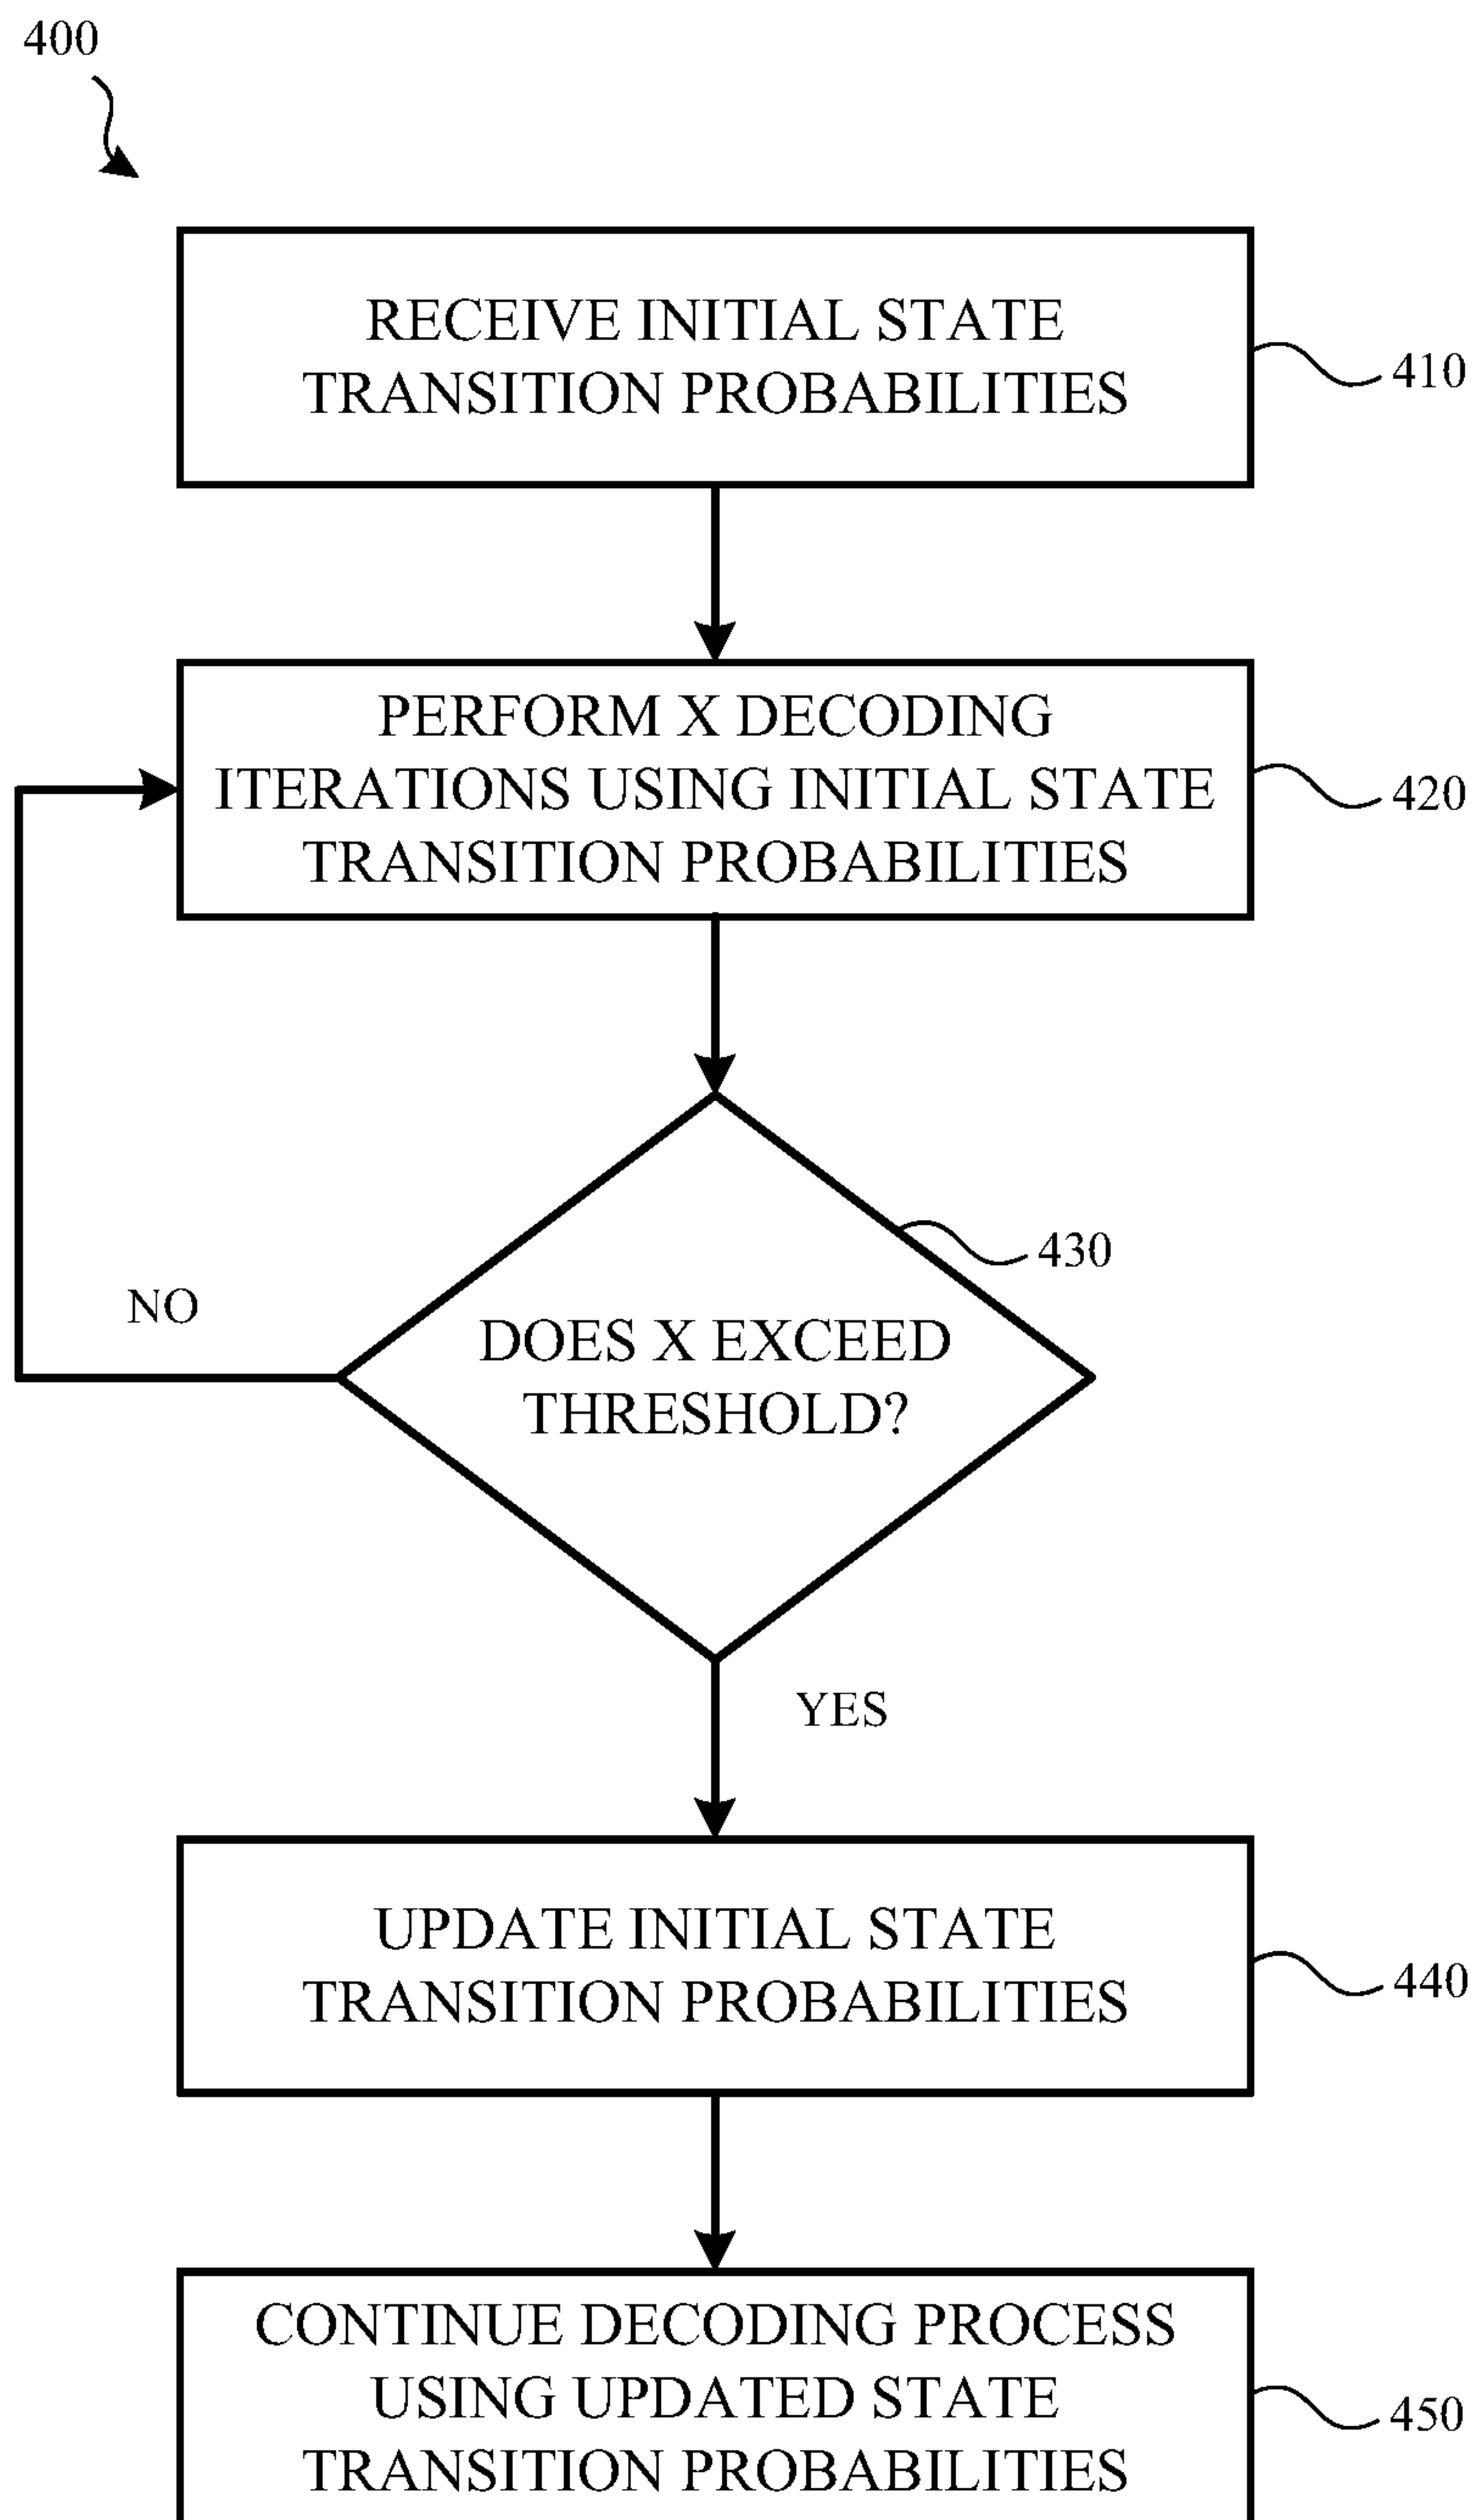 400
RECEIVE INITIAL STATE
TRANSITION PROBABILITIES
410
PERFORM X DECODING
ITERATIONS USING INITIAL STATE
TRANSITION PROBABILITIES
420
430
NO
DOES X EXCEED
THRESHOLD?
YES
UPDATE INITIAL STATE
TRANSITION PROBABILITIES
440
CONTINUE DECODING PROCESS
USING UPDATED STATE
TRANSITION PROBABILITIES
450